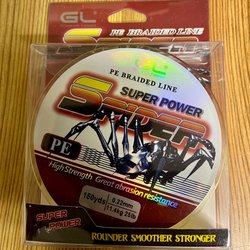 GL
PE BRAIDED LINE
PE BRAIDED LINE
SUPER POWER
SPIDER
PE
High Strength Great abrasion resistance
160yds
0.22mm
11.4kg 25lb
SUPER
POWER
ROUNDER SMOOTHER STRONGER